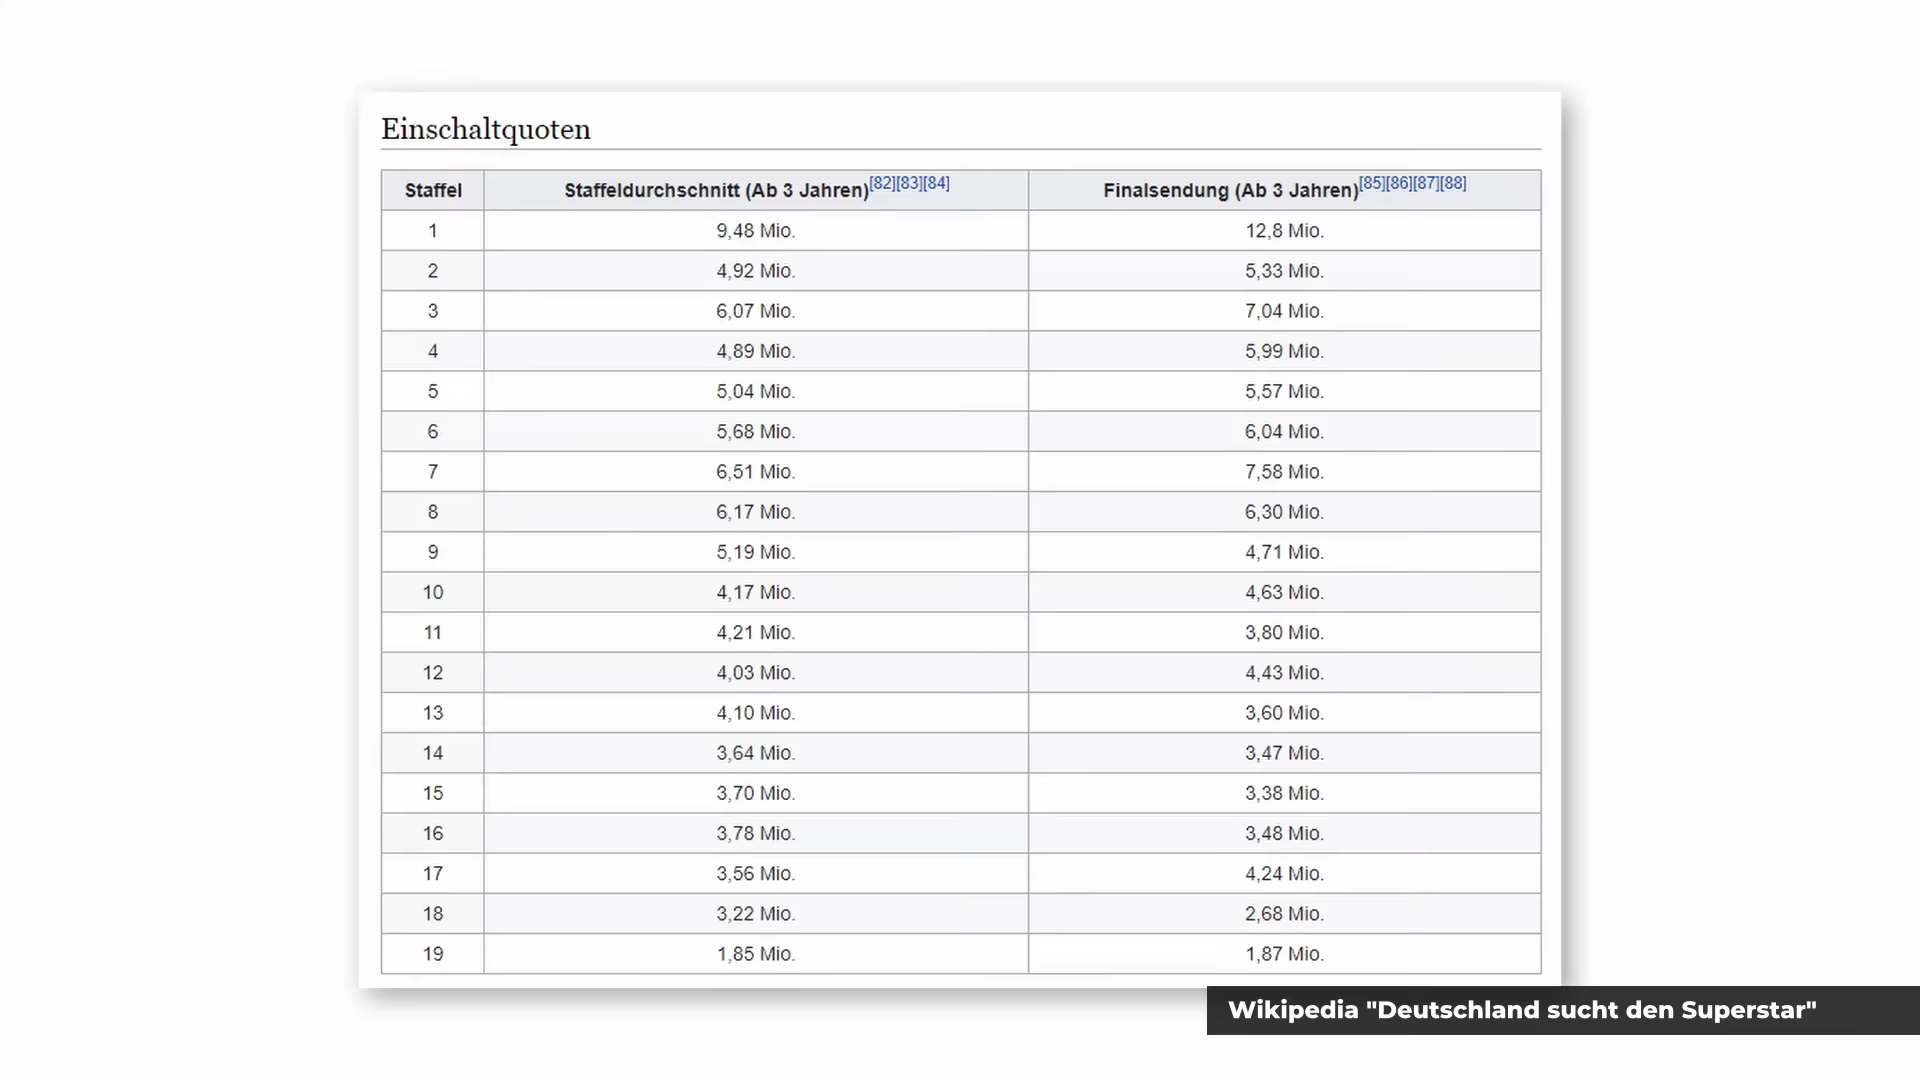 Einschaltquoten
Staffel Staffeldurchschnitt (Ab 3 Jahren)[82][83][84] Finalsendung (Ab 3 Jahren)[85][86][87][88]
1 9,48 Mio. 12,8 Mio.
2 4,92 Mio. 5,33 Mio.
3 6,07 Mio. 7,04 Mio.
4 4,89 Mio. 5,99 Mio.
5 5,04 Mio. 5,57 Mio.
6 5,68 Mio. 6,04 Mio.
7 6,51 Mio. 7,58 Mio.
8 6,17 Mio. 6,30 Mio.
9 5,19 Mio. 4,71 Mio.
10 4,17 Mio. 4,63 Mio.
11 4,21 Mio. 3,80 Mio.
12 4,03 Mio. 4,43 Mio.
13 4,10 Mio. 3,60 Mio.
14 3,64 Mio. 3,47 Mio.
15 3,70 Mio. 3,38 Mio.
16 3,78 Mio. 3,48 Mio.
17 3,56 Mio. 4,24 Mio.
18 3,22 Mio. 2,68 Mio.
19 1,85 Mio. 1,87 Mio.
Wikipedia "Deutschland sucht den Superstar"